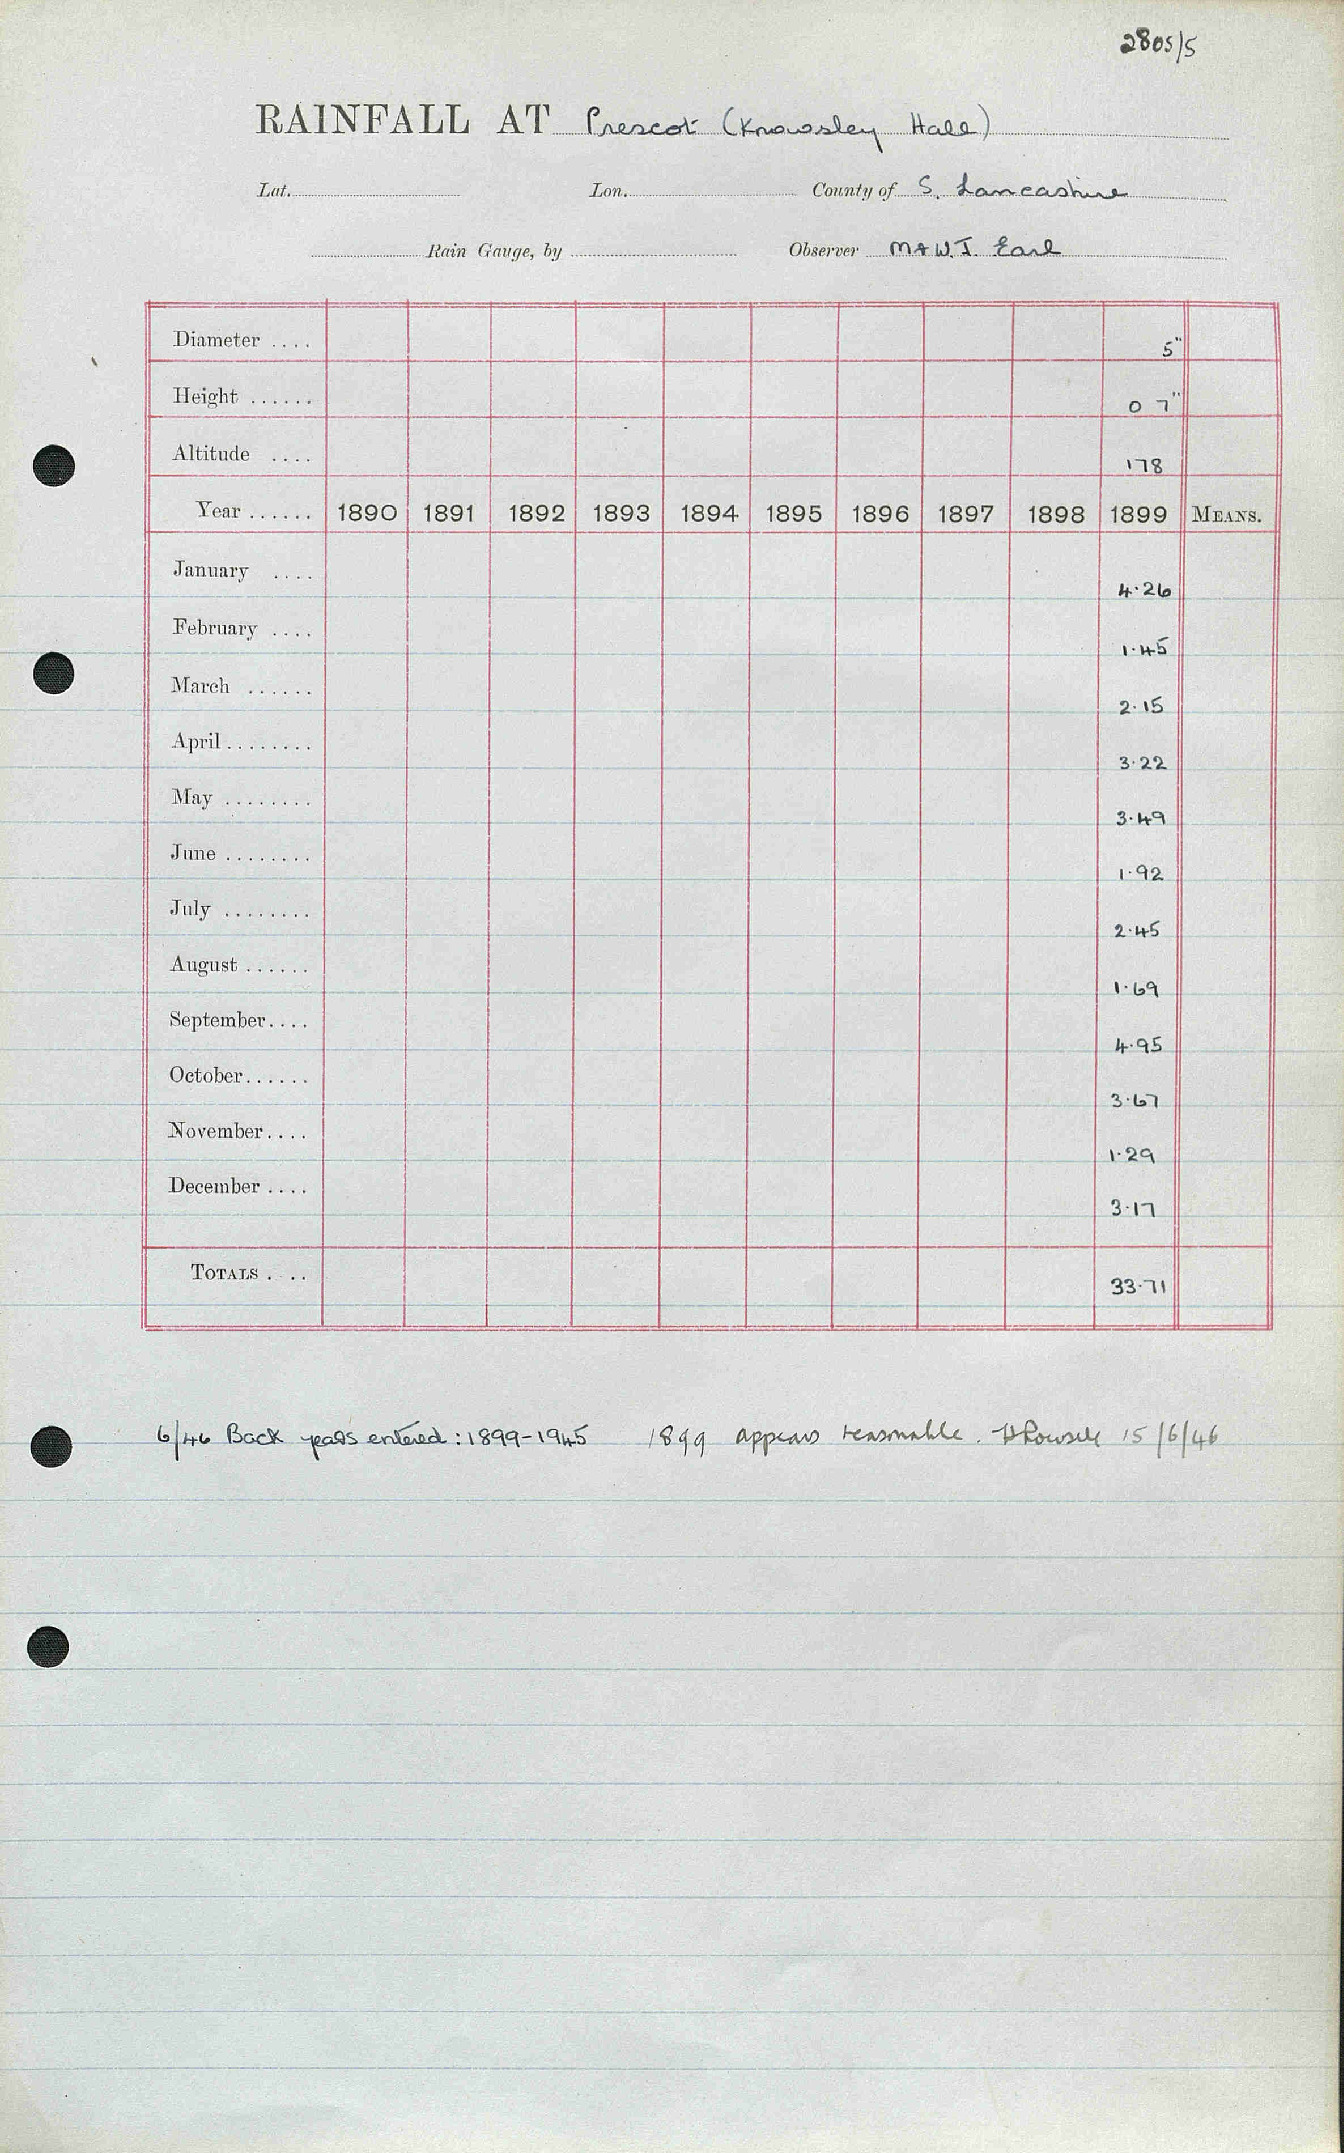 2805/5
RAINFALL AT Prescot (Knowsley Hall)
Lat. Lon. County of S. Lancashire
Rain Gauge, by Observer M & W.J. Earl
Diameter .... 5"
Height ...... 0 7"
Altitude .... 178
Year ...... 1890 1891 1892 1893 1894 1895 1896 1897 1898 1899 MEANS.
January .... 4·26
February .... 1·45
March ...... 2·15
April ........ 3·22
May ........ 3·49
June ........ 1·92
July ........ 2·45
August ...... 1·69
September.... 4·95
October...... 3·67
November.... 1·29
December .... 3·17
TOTALS . .. 33·71
6/46 Back years entered: 1899-1945 1899 appears reasonable. 15/6/46